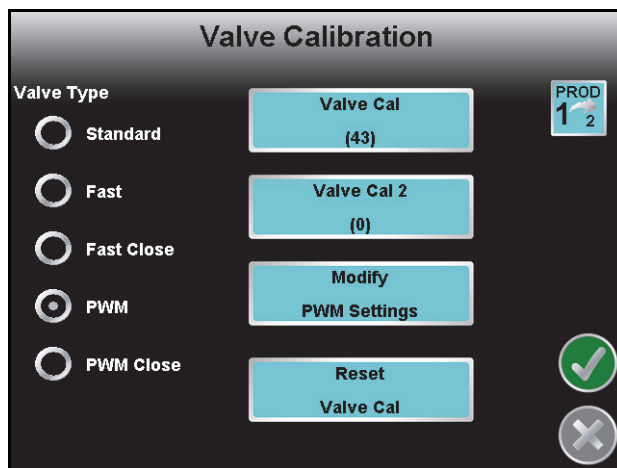 Valve Calibration
Valve Type
Standard
Fast
Fast Close
PWM
PWM Close
Valve Cal
(43)
Valve Cal 2
(0)
Modify
PWM Settings
Reset
Valve Cal
PROD
1 2